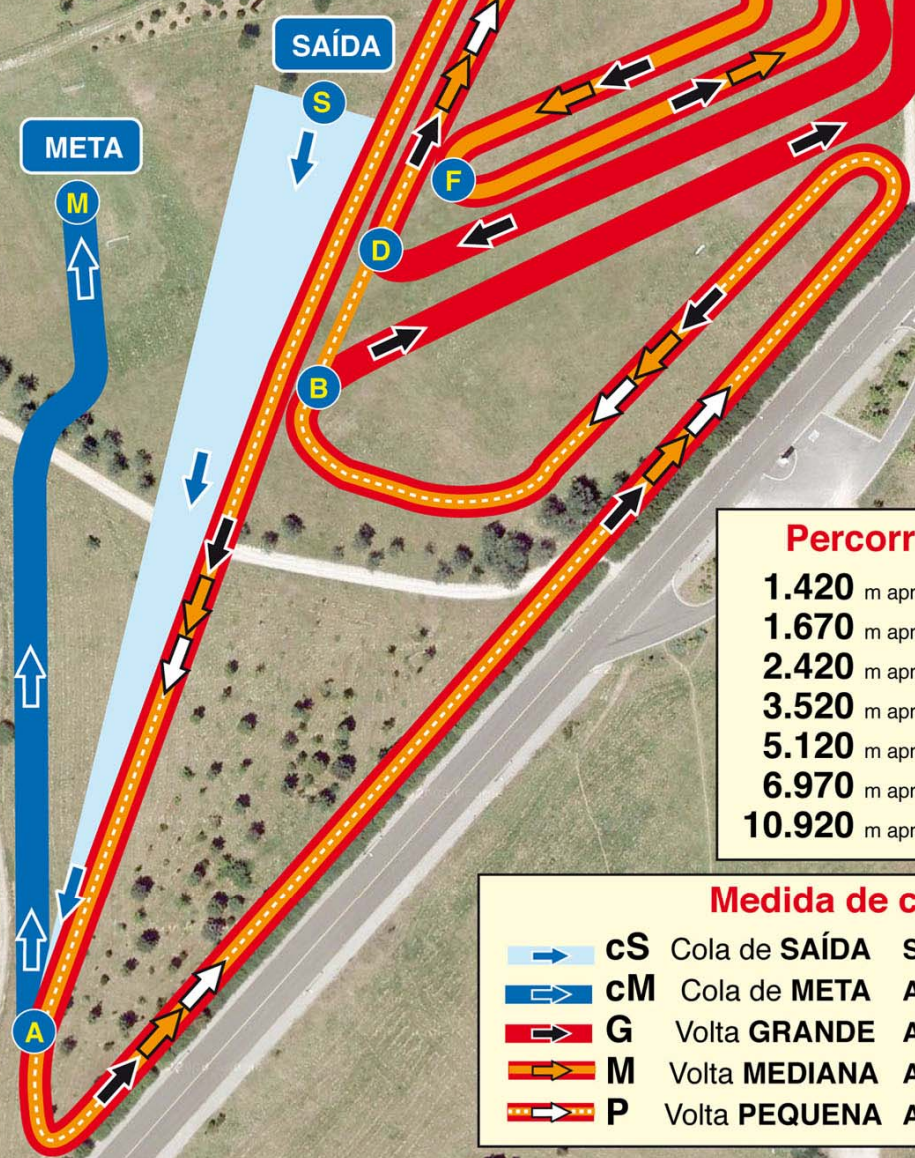 SAÍDA
S
META
M
F
D
B
Percorr
1.420 m apr
1.670 m apr
2.420 m apr
3.520 m apr
5.120 m apr
6.970 m apr
10.920 m apr
Medida de c
cS Cola de SAÍDA S
cM Cola de META A
G Volta GRANDE A
M Volta MEDIANA A
P Volta PEQUENA A
A